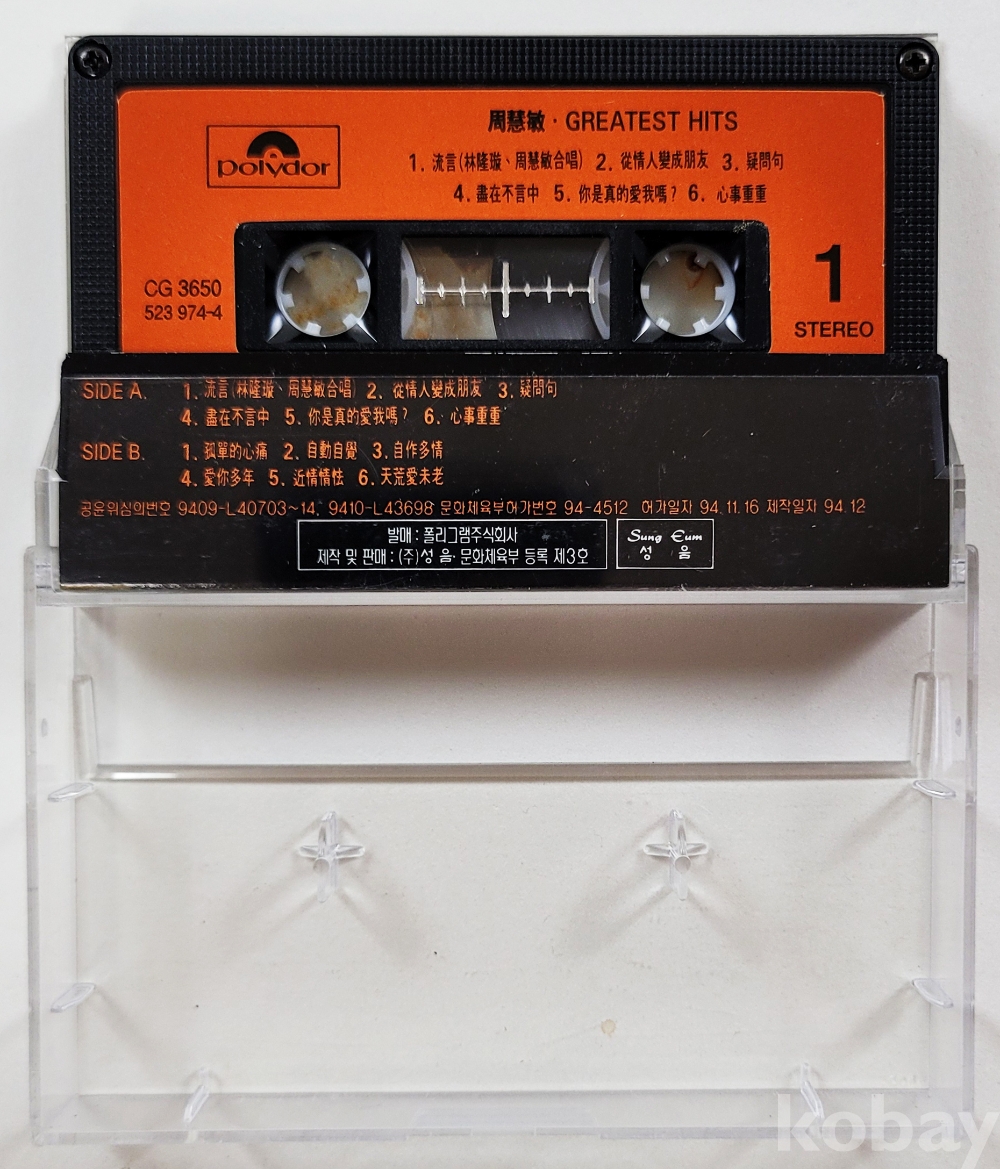 周慧敏 · GREATEST HITS
polydor
1. 流言(林隆璇、周慧敏合唱) 2. 從情人變成朋友 3. 疑問句
4. 盡在不言中 5. 你是真的愛我嗎? 6. 心事重重
CG 3650
523 974-4
1
STEREO
SIDE A. 1. 流言(林隆璇、周慧敏合唱) 2. 從情人變成朋友 3. 疑問句
4. 盡在不言中 5. 你是真的愛我嗎? 6. 心事重重
SIDE B. 1. 孤單的心痛 2. 自動自覺 3. 自作多情
4. 愛你多年 5. 近情情怯 6. 天荒愛未老
공윤위심의번호 9409-L40703~14, 9410-L43698 문화체육부허가번호 94-4512 허가일자 94.11.16 제작일자 94.12
발매 : 폴리그램주식회사
제작 및 판매 : (주)성 음· 문화체육부 등록 제3호
Sung Eum
성 음
kobay